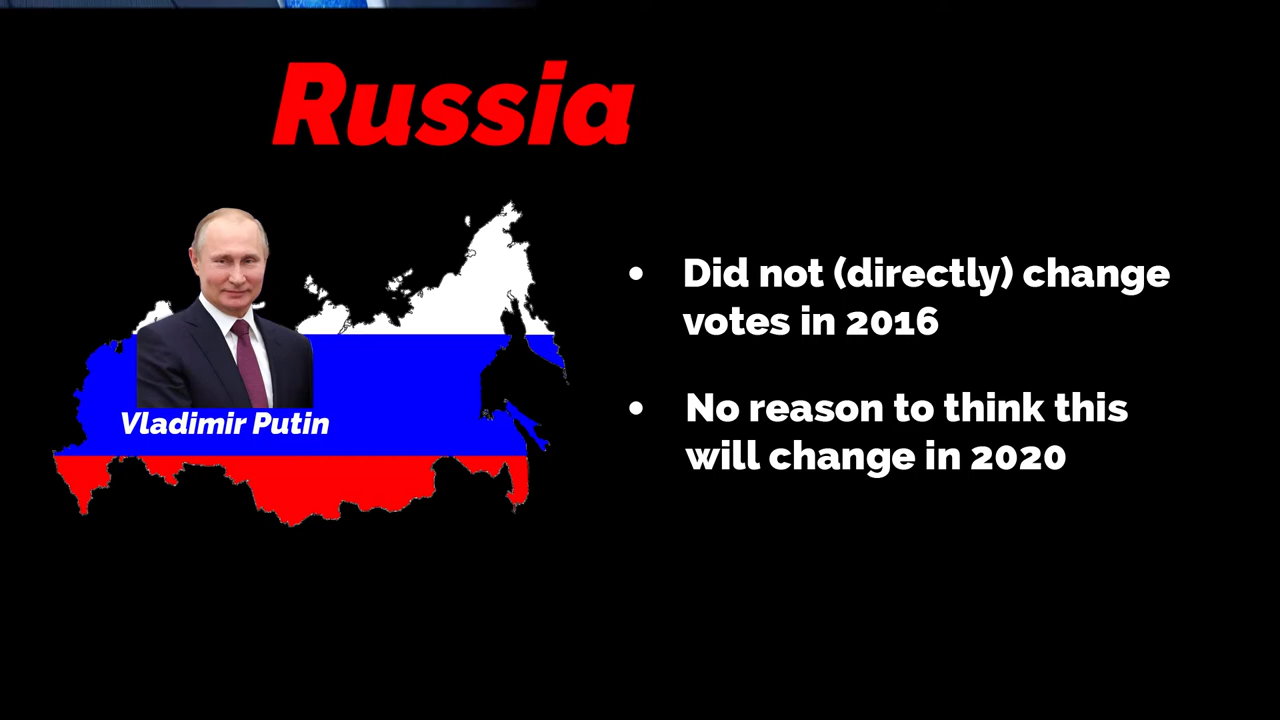 Russia
Vladimir Putin
• Did not (directly) change
votes in 2016
• No reason to think this
will change in 2020